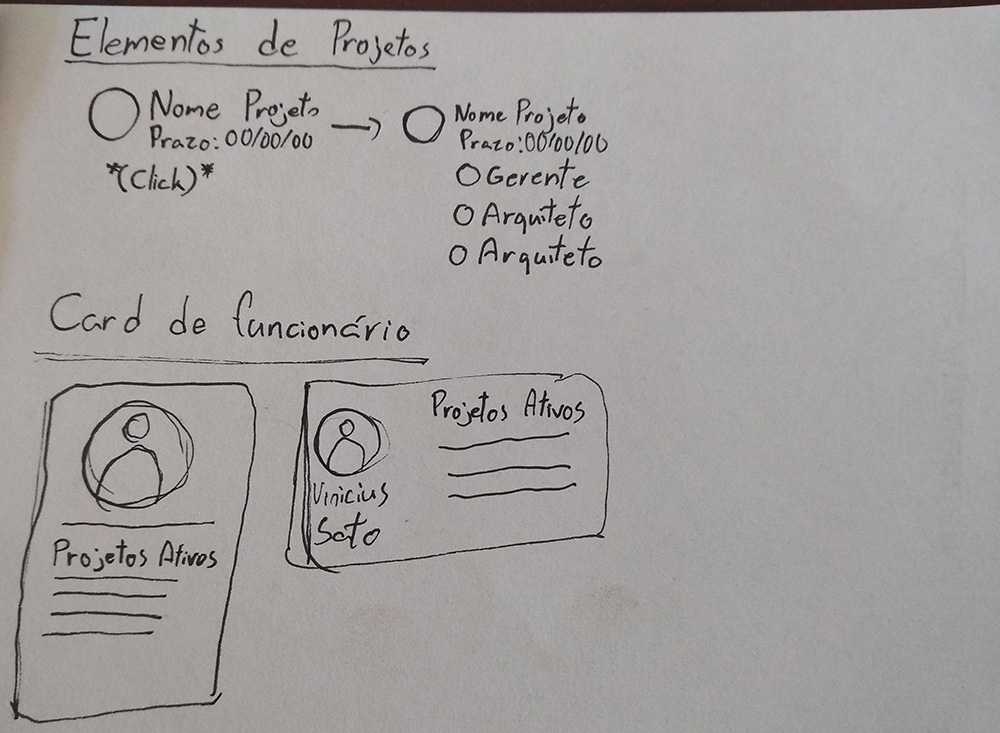 Elementos de Projetos
Nome Projeto
Prazo: 00/00/00
*(Click)*
Nome Projeto
Prazo: 00/00/00
Gerente
Arquiteto
Arquiteto
Card de funcionário
Projetos Ativos
Vinicius
Soto
Projetos Ativos